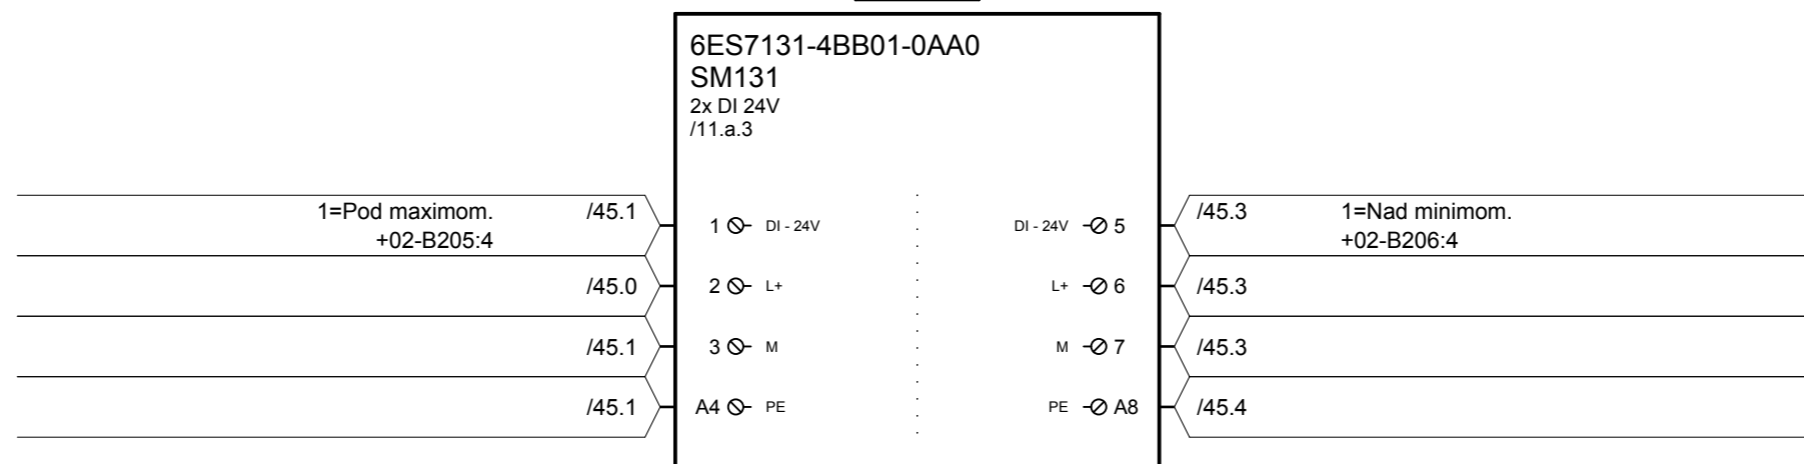 6ES7131-4BB01-0AA0
SM131
2x DI 24V
/11.a.3
1=Pod maximom. /45.1 1 DI - 24V DI - 24V 5 /45.3 1=Nad minimom.
+02-B205:4 +02-B206:4
/45.0 2 L+ L+ 6 /45.3
/45.1 3 M M 7 /45.3
/45.1 A4 PE PE A8 /45.4